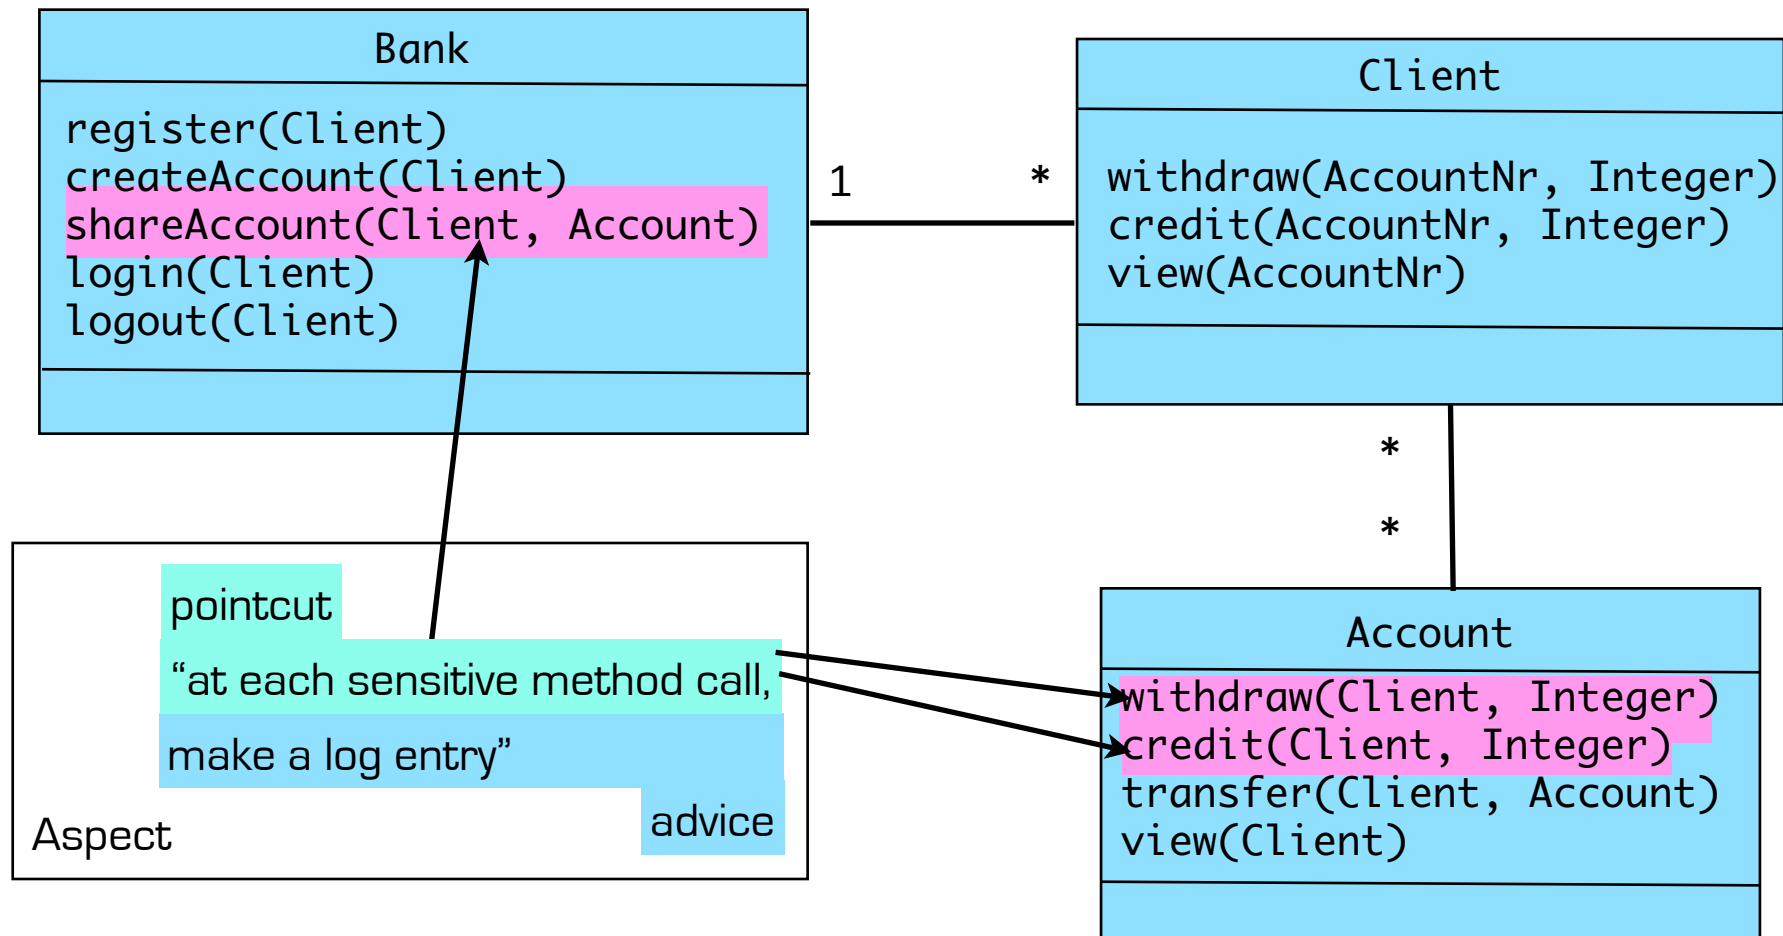 Bank
register(Client)
createAccount(Client)
shareAccount(Client, Account)
login(Client)
logout(Client)
1 *
Client
withdraw(AccountNr, Integer)
credit(AccountNr, Integer)
view(AccountNr)
*
*
pointcut
“at each sensitive method call,
make a log entry”
advice
Aspect
Account
withdraw(Client, Integer)
credit(Client, Integer)
transfer(Client, Account)
view(Client)